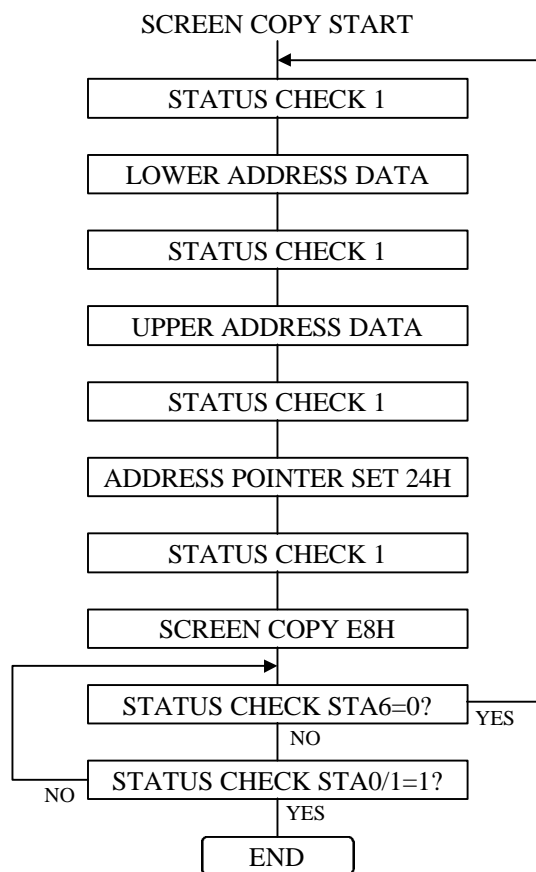 SCREEN COPY START
STATUS CHECK 1
LOWER ADDRESS DATA
STATUS CHECK 1
UPPER ADDRESS DATA
STATUS CHECK 1
ADDRESS POINTER SET 24H
STATUS CHECK 1
SCREEN COPY E8H
STATUS CHECK STA6=0?
YES
NO
STATUS CHECK STA0/1=1?
NO
YES
END